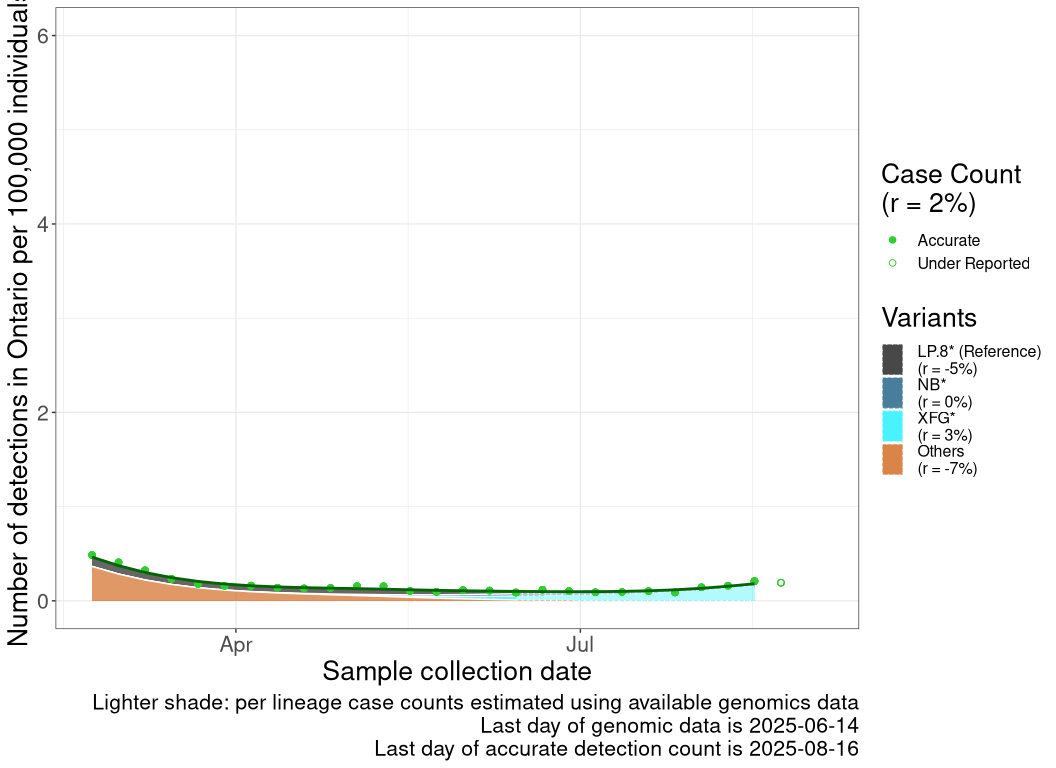 Number of detections in Ontario per 100,000 individuals
6
4
2
0
Apr
Jul
Sample collection date
Lighter shade: per lineage case counts estimated using available genomics data
Last day of genomic data is 2025-06-14
Last day of accurate detection count is 2025-08-16
Case Count
(r = 2%)
Accurate
Under Reported
Variants
LP.8* (Reference)
(r = -5%)
NB*
(r = 0%)
XFG*
(r = 3%)
Others
(r = -7%)